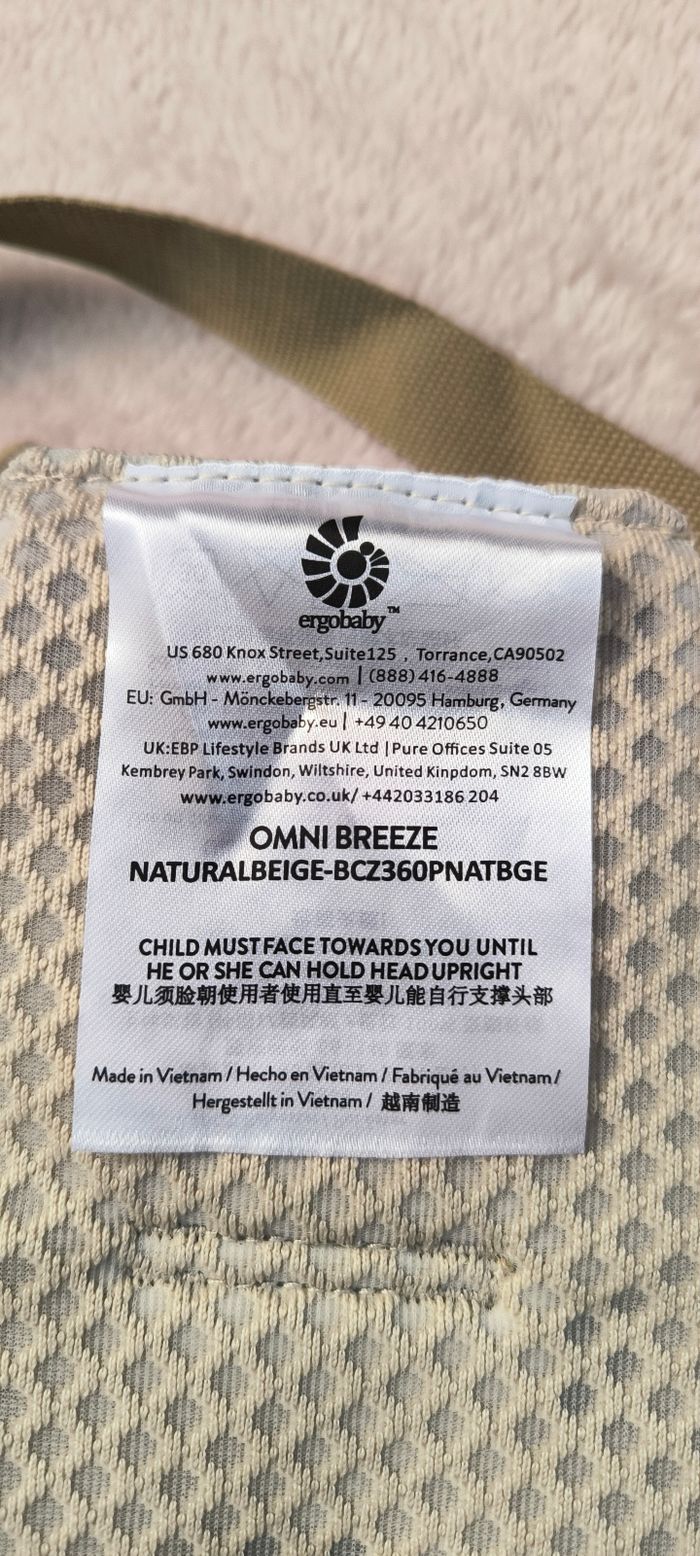 ergobaby™
US 680 Knox Street,Suite125 , Torrance,CA90502
www.ergobaby.com | (888) 416-4888
EU: GmbH - Mönckebergstr. 11 - 20095 Hamburg, Germany
www.ergobaby.eu | +49 40 4210650
UK:EBP Lifestyle Brands UK Ltd | Pure Offices Suite 05
Kembrey Park, Swindon, Wiltshire, United Kinpdom, SN2 8BW
www.ergobaby.co.uk/ +442033186 204
OMNI BREEZE
NATURALBEIGE-BCZ360PNATBGE
CHILD MUST FACE TOWARDS YOU UNTIL
HE OR SHE CAN HOLD HEAD UPRIGHT
婴儿须脸朝使用者使用直至婴儿能自行支撑头部
Made in Vietnam / Hecho en Vietnam / Fabriqué au Vietnam /
Hergestellt in Vietnam / 越南制造